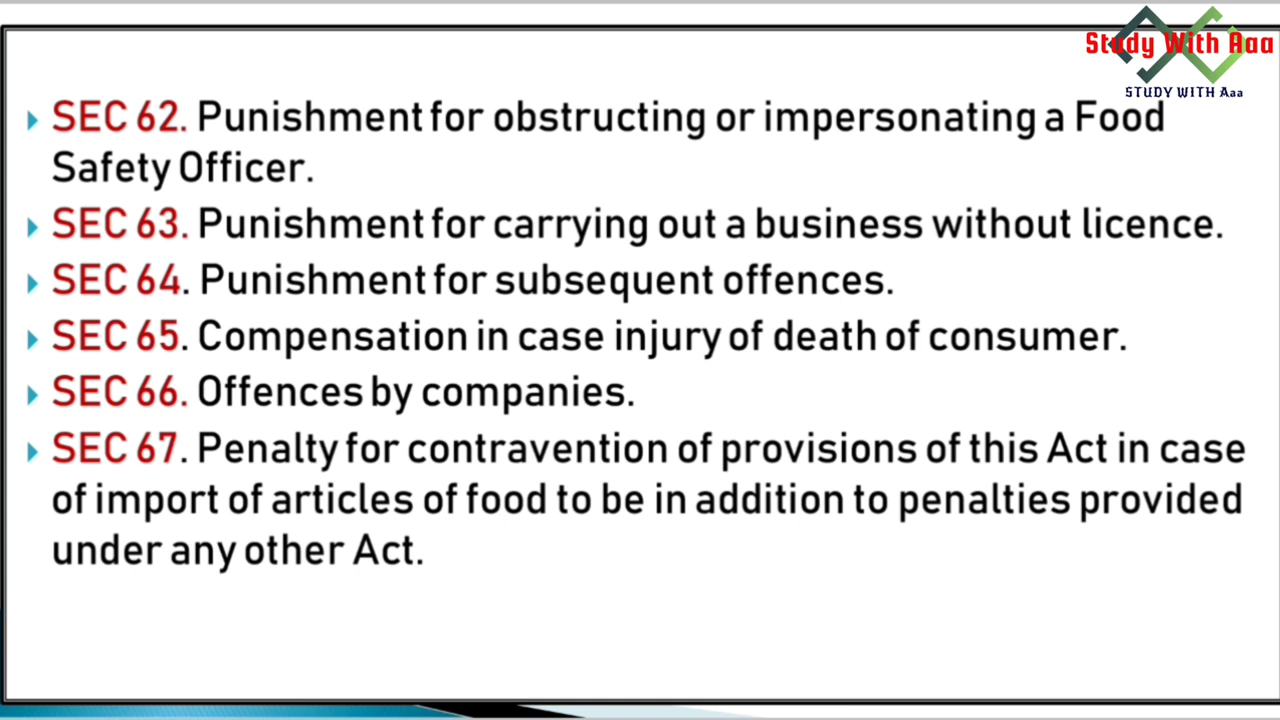 Study With Aaa
STUDY WITH Aaa
SEC 62. Punishment for obstructing or impersonating a Food
Safety Officer.
SEC 63. Punishment for carrying out a business without licence.
SEC 64. Punishment for subsequent offences.
SEC 65. Compensation in case injury of death of consumer.
SEC 66. Offences by companies.
SEC 67. Penalty for contravention of provisions of this Act in case
of import of articles of food to be in addition to penalties provided
under any other Act.